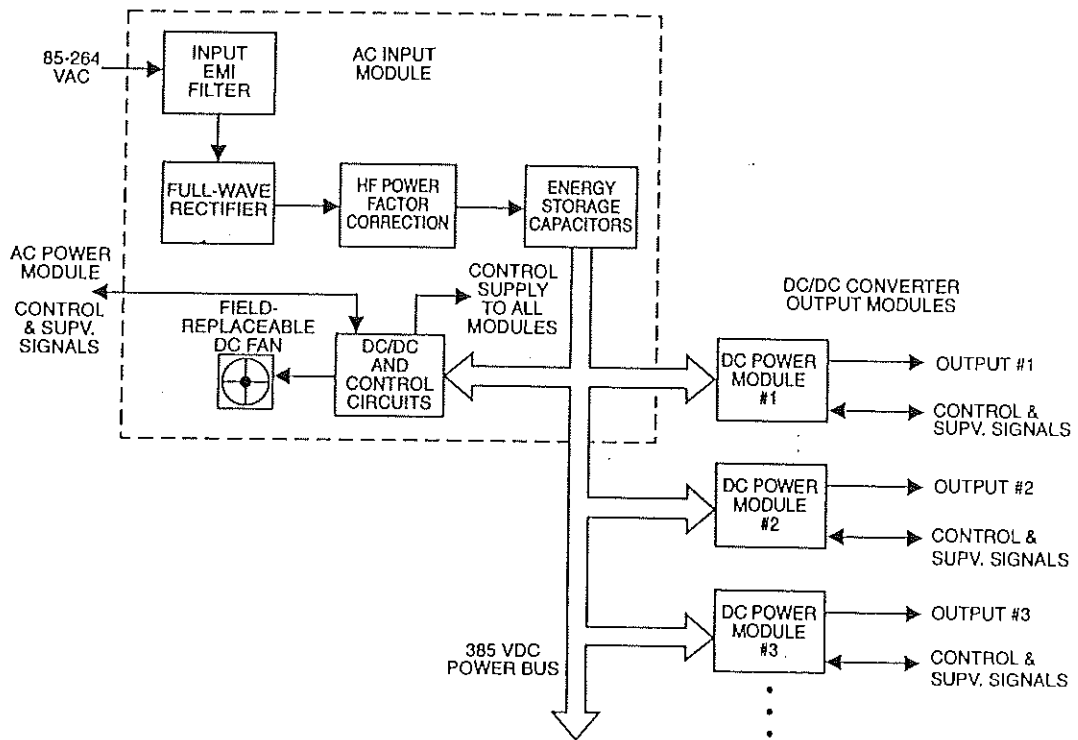 85-264
VAC
INPUT
EMI
FILTER
AC INPUT
MODULE
FULL-WAVE
RECTIFIER
HF POWER
FACTOR
CORRECTION
ENERGY
STORAGE
CAPACITORS
AC POWER
MODULE
CONTROL
& SUPV.
SIGNALS
FIELD-
REPLACEABLE
DC FAN
CONTROL
SUPPLY
TO ALL
MODULES
DC/DC
AND
CONTROL
CIRCUITS
DC/DC CONVERTER
OUTPUT MODULES
DC POWER
MODULE
#1
OUTPUT #1
CONTROL &
SUPV. SIGNALS
DC POWER
MODULE
#2
OUTPUT #2
CONTROL &
SUPV. SIGNALS
DC POWER
MODULE
#3
OUTPUT #3
CONTROL &
SUPV. SIGNALS
385 VDC
POWER BUS